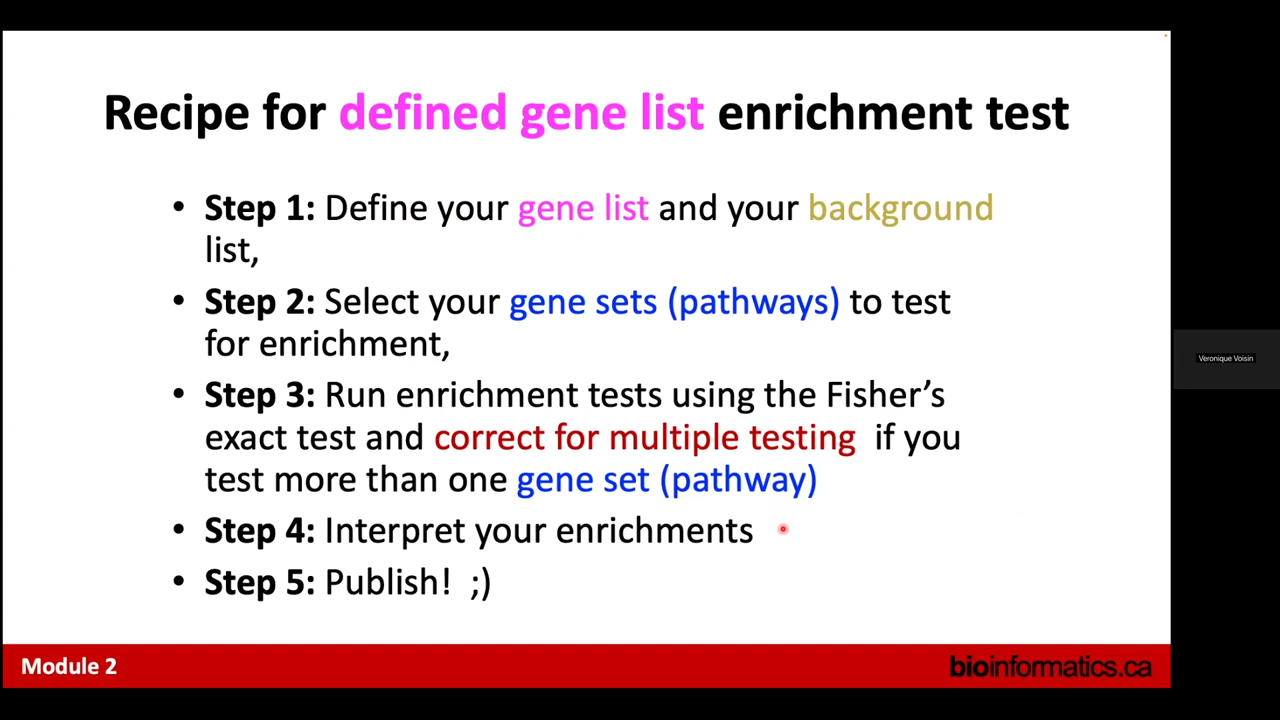 Recipe for defined gene list enrichment test
• Step 1: Define your gene list and your background
list,
• Step 2: Select your gene sets (pathways) to test
for enrichment,
• Step 3: Run enrichment tests using the Fisher’s
exact test and correct for multiple testing if you
test more than one gene set (pathway)
• Step 4: Interpret your enrichments
• Step 5: Publish! ;)
Veronique Voisin
Module 2
bioinformatics.ca